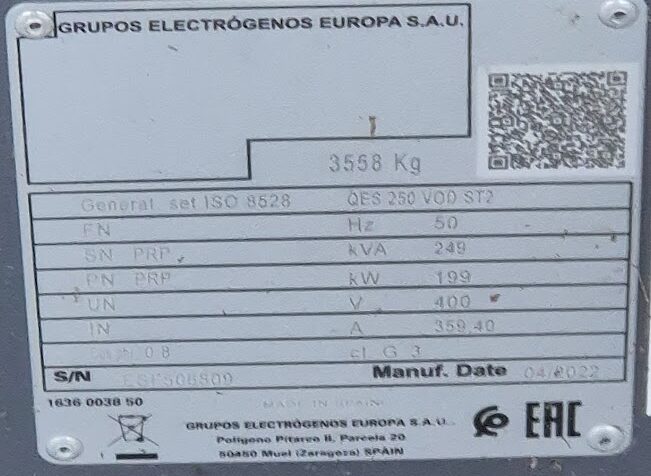 GRUPOS ELECTRÓGENOS EUROPA S.A.U.
3558 Kg
Generat. set ISO 8528 QES 250 VOD ST2
FN Hz 50
SN PRP kVA 249
PN PRP kW 199
UN V 400
IN A 359,40
0.8 cl. G 3
S/N Manuf. Date 04/2022
1636 0038 50 MADE IN SPAIN
GRUPOS ELECTRÓGENOS EUROPA S.A.U.
Polígono Pitarco II, Parcela 20
50450 Muel (Zaragoza) SPAIN
EAC